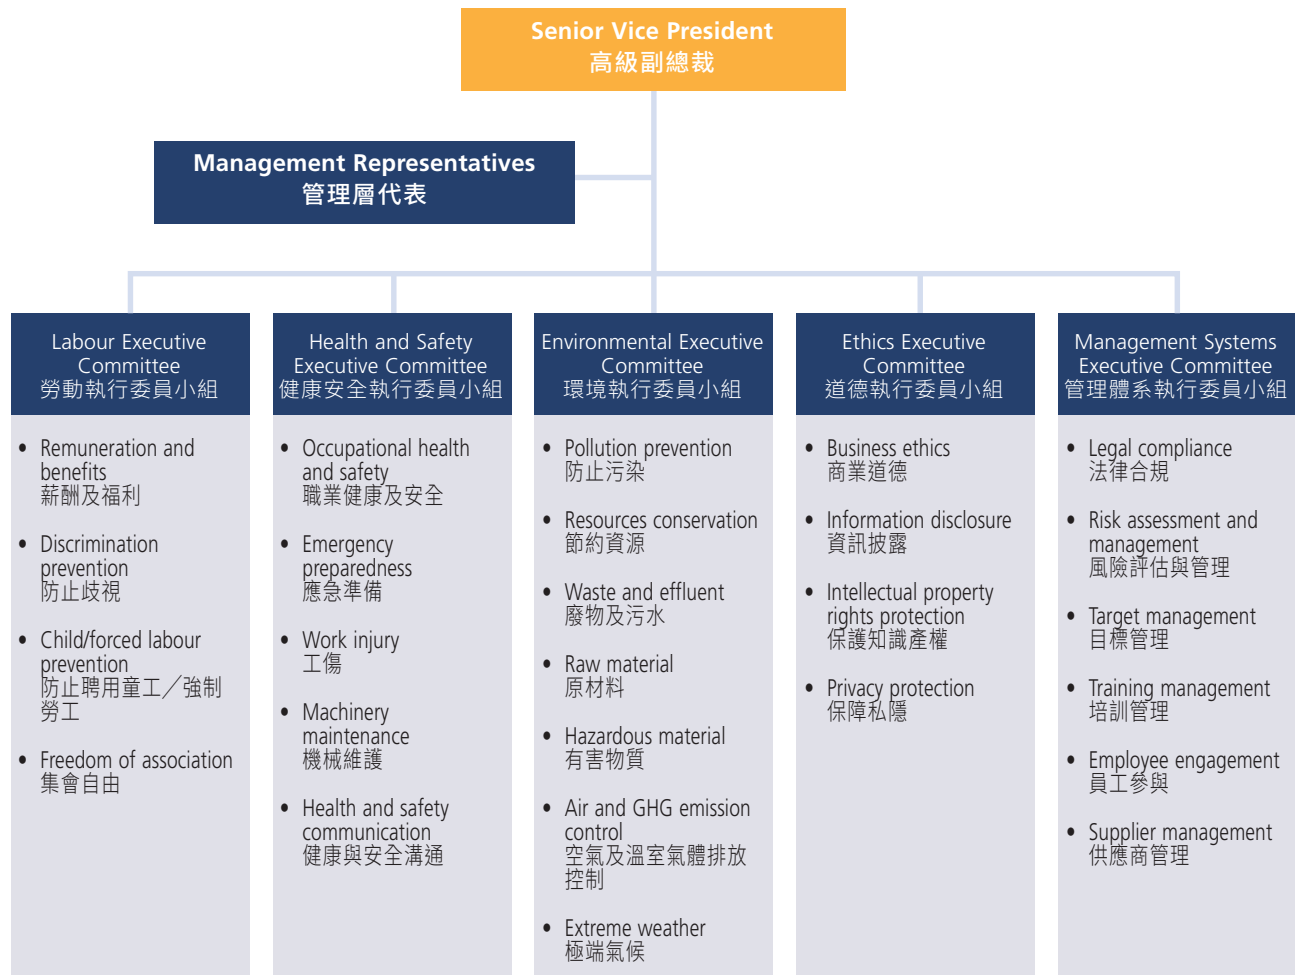 Senior Vice President
高級副總裁
Management Representatives
管理層代表
Labour Executive
Committee
勞動執行委員小組
• Remuneration and
benefits
薪酬及福利
• Discrimination
prevention
防止歧視
• Child/forced labour
prevention
防止聘用童工／強制
勞工
• Freedom of association
集會自由
Health and Safety
Executive Committee
健康安全執行委員小組
• Occupational health
and safety
職業健康及安全
• Emergency
preparedness
應急準備
• Work injury
工傷
• Machinery
maintenance
機械維護
• Health and safety
communication
健康與安全溝通
Environmental Executive
Committee
環境執行委員小組
• Pollution prevention
防止污染
• Resources conservation
節約資源
• Waste and effluent
廢物及污水
• Raw material
原材料
• Hazardous material
有害物質
• Air and GHG emission
control
空氣及溫室氣體排放
控制
• Extreme weather
極端氣候
Ethics Executive
Committee
道德執行委員小組
• Business ethics
商業道德
• Information disclosure
資訊披露
• Intellectual property
rights protection
保護知識產權
• Privacy protection
保障私隱
Management Systems
Executive Committee
管理體系執行委員小組
• Legal compliance
法律合規
• Risk assessment and
management
風險評估與管理
• Target management
目標管理
• Training management
培訓管理
• Employee engagement
員工參與
• Supplier management
供應商管理